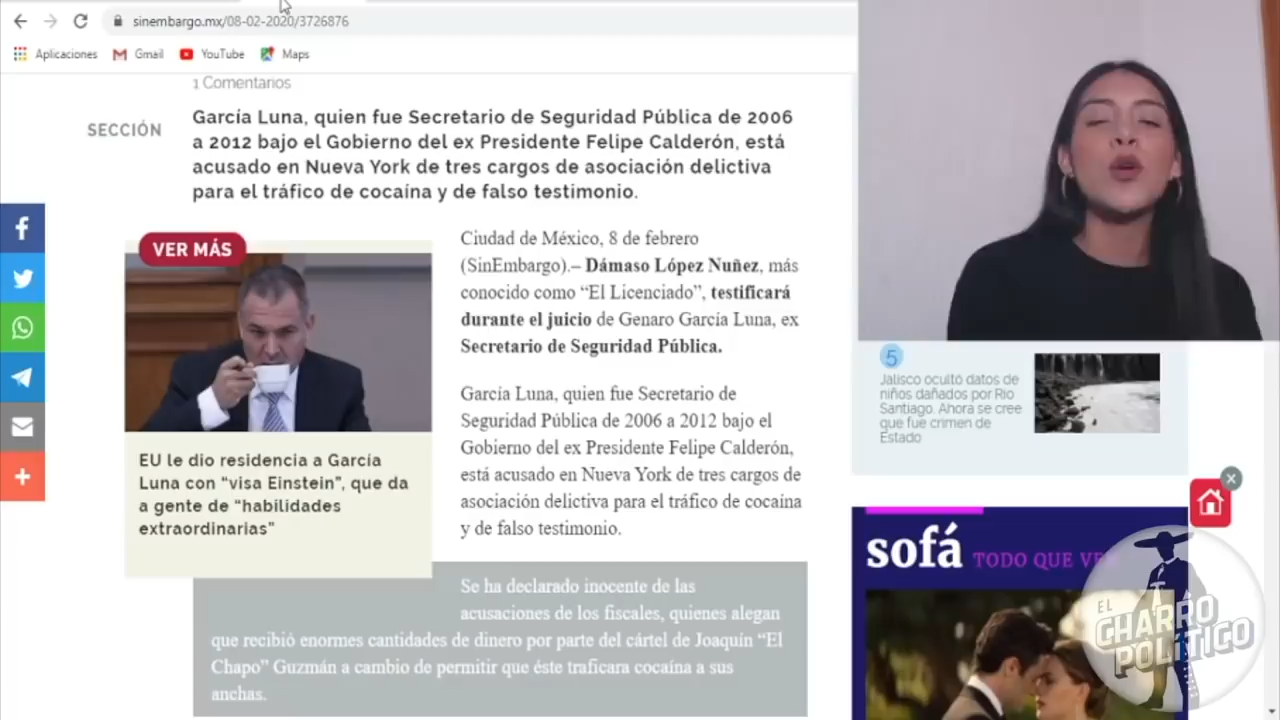 sinembargo.mx/08-02-2020/3726876
Aplicaciones
Gmail
YouTube
Maps
1 Comentarios
SECCIÓN
García Luna, quien fue Secretario de Seguridad Pública de 2006
a 2012 bajo el Gobierno del ex Presidente Felipe Calderón, está
acusado en Nueva York de tres cargos de asociación delictiva
para el tráfico de cocaína y de falso testimonio.
VER MÁS
EU le dio residencia a García
Luna con “visa Einstein”, que da
a gente de “habilidades
extraordinarias”
Ciudad de México, 8 de febrero
(SinEmbargo).– Dámaso López Nuñez, más
conocido como “El Licenciado”, testificará
durante el juicio de Genaro García Luna, ex
Secretario de Seguridad Pública.
García Luna, quien fue Secretario de
Seguridad Pública de 2006 a 2012 bajo el
Gobierno del ex Presidente Felipe Calderón,
está acusado en Nueva York de tres cargos de
asociación delictiva para el tráfico de cocaína
y de falso testimonio.
Se ha declarado inocente de las
acusaciones de los fiscales, quienes alegan
que recibió enormes cantidades de dinero por parte del cártel de Joaquín “El
Chapo” Guzmán a cambio de permitir que éste traficara cocaína a sus
anchas.
5
Jalisco ocultó datos de
niños dañados por Río
Santiago. Ahora se cree
que fue crimen de
Estado
sofá TODO QUE VER
EL
CHARRO
POLÍTICO